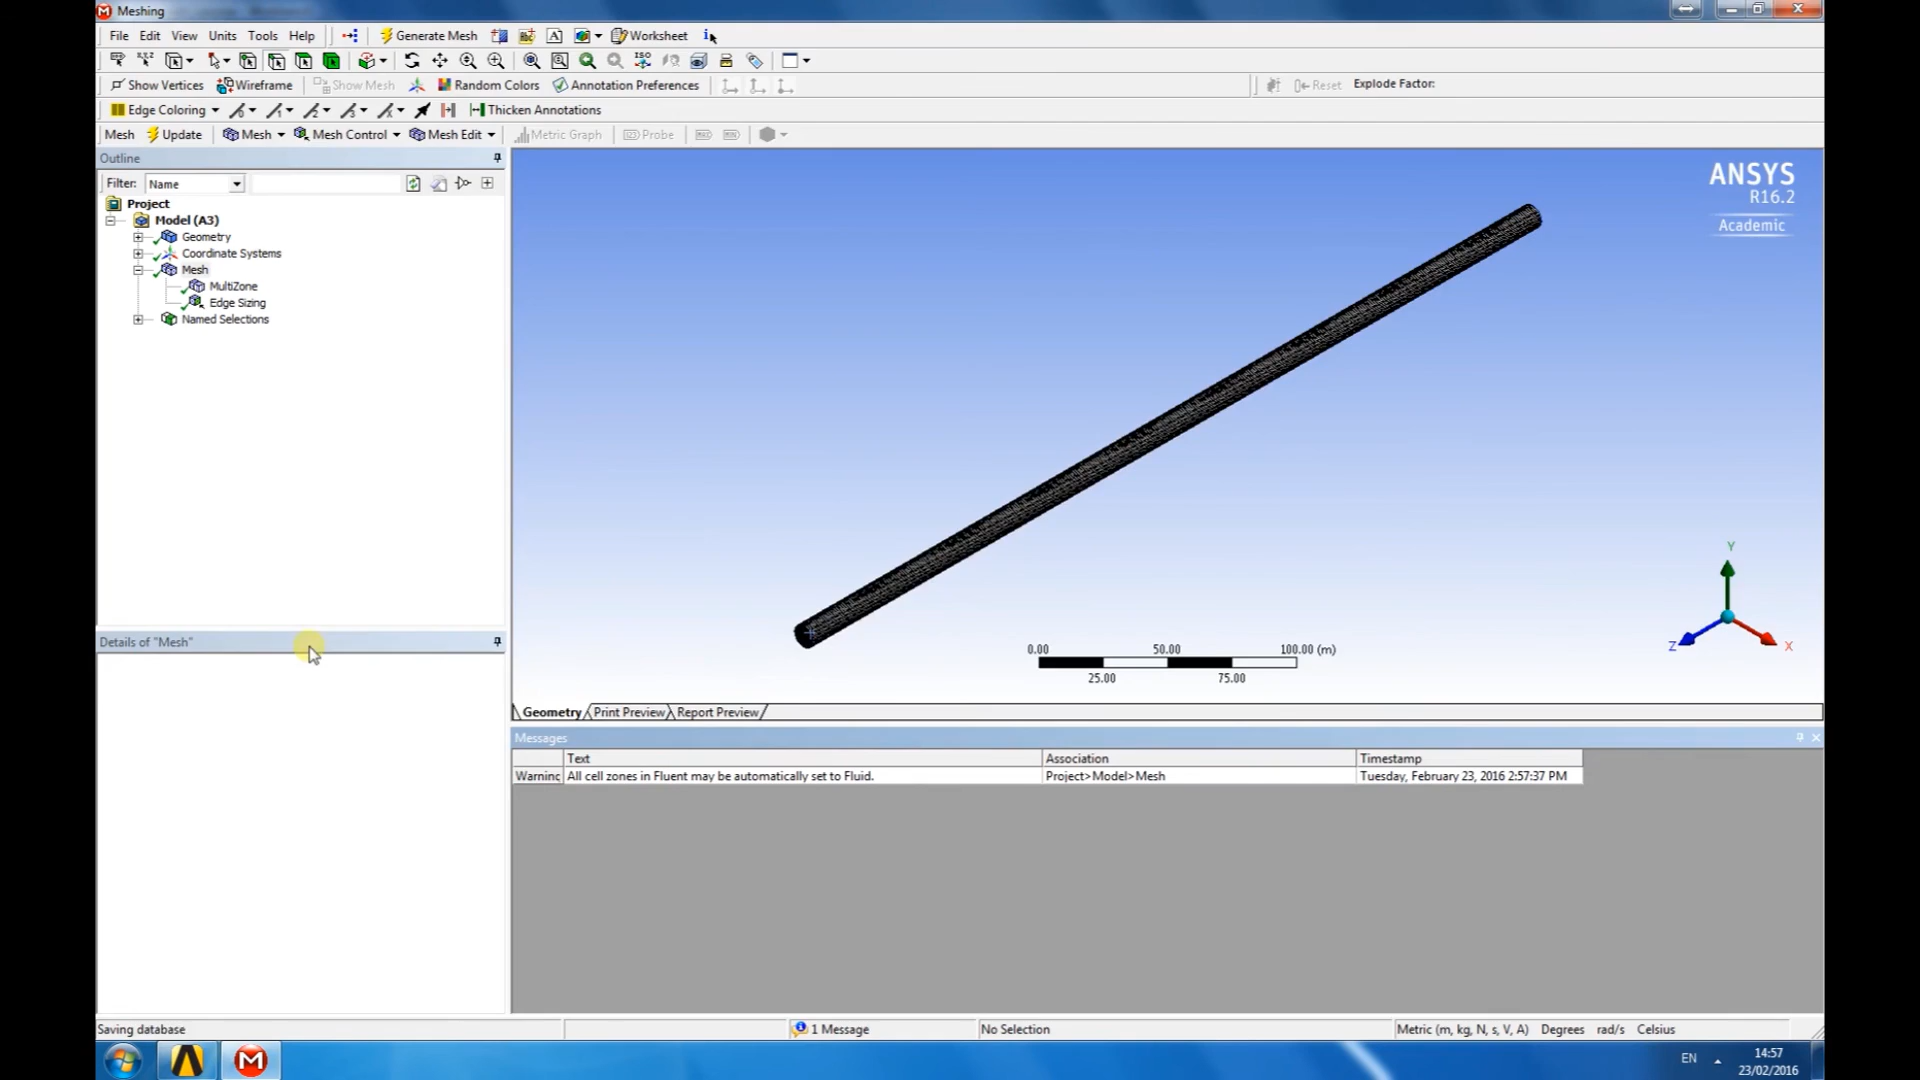 Meshing
File Edit View Units Tools Help Generate Mesh Worksheet
Show Vertices Wireframe Show Mesh Random Colors Annotation Preferences Reset Explode Factor:
Edge Coloring Thicken Annotations
Mesh Update Mesh Mesh Control Mesh Edit Metric Graph Probe
Outline
Filter: Name
Project
Model (A3)
Geometry
Coordinate Systems
Mesh
MultiZone
Edge Sizing
Named Selections
Details of "Mesh"
ANSYS
R16.2
Academic
Y
Z X
0.00 50.00 100.00 (m)
25.00 75.00
Geometry Print Preview Report Preview
Messages
Text Association Timestamp
Warning All cell zones in Fluent may be automatically set to Fluid. Project>Model>Mesh Tuesday, February 23, 2016 2:57:37 PM
Saving database 1 Message No Selection Metric (m, kg, N, s, V, A) Degrees rad/s Celsius
EN 14:57
23/02/2016